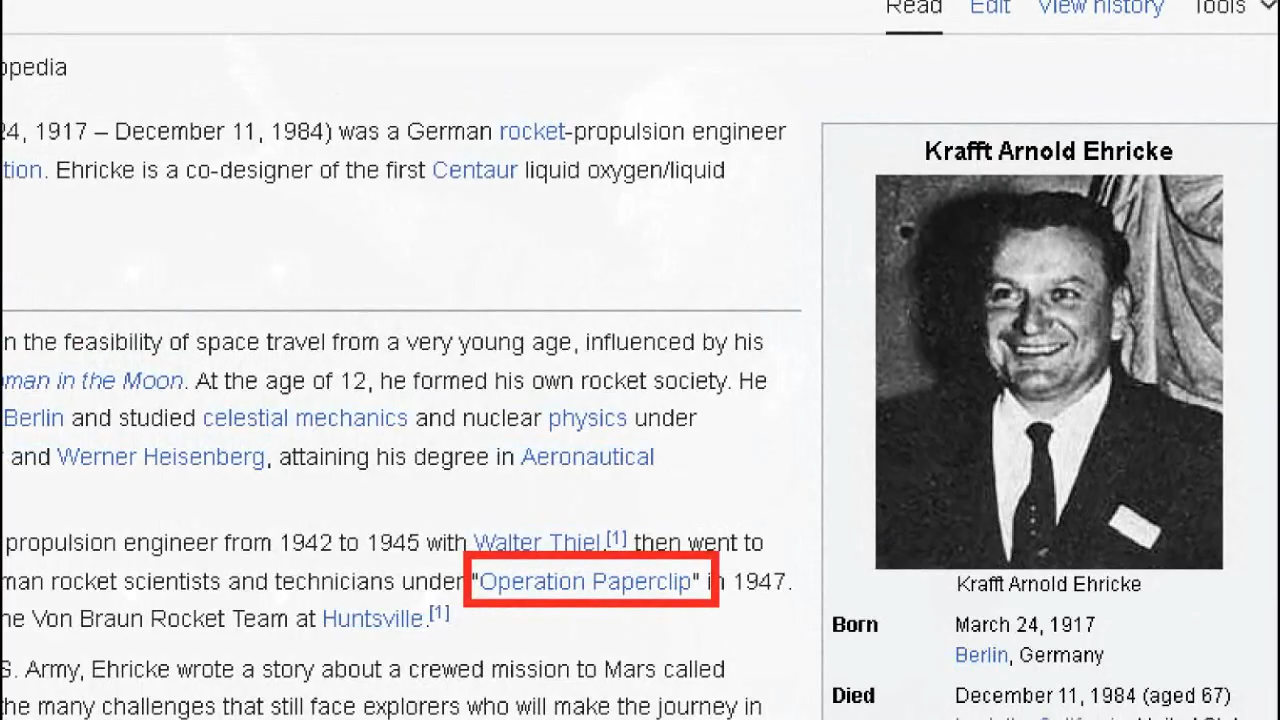 Read Edit View history Tools
opedia
24, 1917 – December 11, 1984) was a German rocket-propulsion engineer
tion. Ehricke is a co-designer of the first Centaur liquid oxygen/liquid
n the feasibility of space travel from a very young age, influenced by his
oman in the Moon. At the age of 12, he formed his own rocket society. He
Berlin and studied celestial mechanics and nuclear physics under
and Werner Heisenberg, attaining his degree in Aeronautical
propulsion engineer from 1942 to 1945 with Walter Thiel.[1] then went to
man rocket scientists and technicians under "Operation Paperclip" in 1947.
he Von Braun Rocket Team at Huntsville.[1]
S. Army, Ehricke wrote a story about a crewed mission to Mars called
the many challenges that still face explorers who will make the journey in
Krafft Arnold Ehricke
Krafft Arnold Ehricke
Born March 24, 1917
Berlin, Germany
Died December 11, 1984 (aged 67)